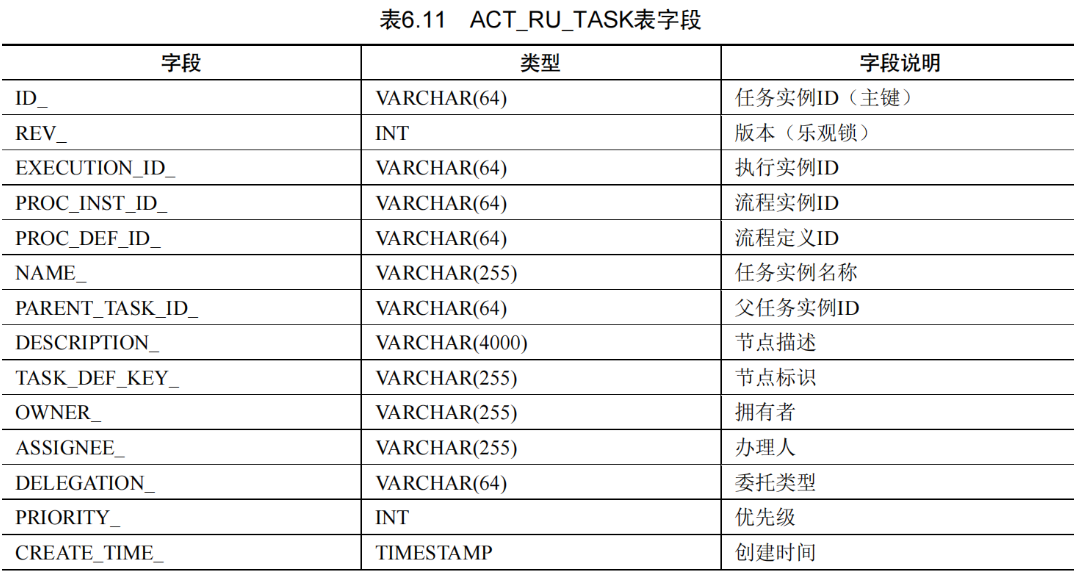 表6.11 ACT_RU_TASK表字段
字段 类型 字段说明
ID_ VARCHAR(64) 任务实例ID（主键）
REV_ INT 版本（乐观锁）
EXECUTION_ID_ VARCHAR(64) 执行实例ID
PROC_INST_ID_ VARCHAR(64) 流程实例ID
PROC_DEF_ID_ VARCHAR(64) 流程定义ID
NAME_ VARCHAR(255) 任务实例名称
PARENT_TASK_ID_ VARCHAR(64) 父任务实例ID
DESCRIPTION_ VARCHAR(4000) 节点描述
TASK_DEF_KEY_ VARCHAR(255) 节点标识
OWNER_ VARCHAR(255) 拥有者
ASSIGNEE_ VARCHAR(255) 办理人
DELEGATION_ VARCHAR(64) 委托类型
PRIORITY_ INT 优先级
CREATE_TIME_ TIMESTAMP 创建时间